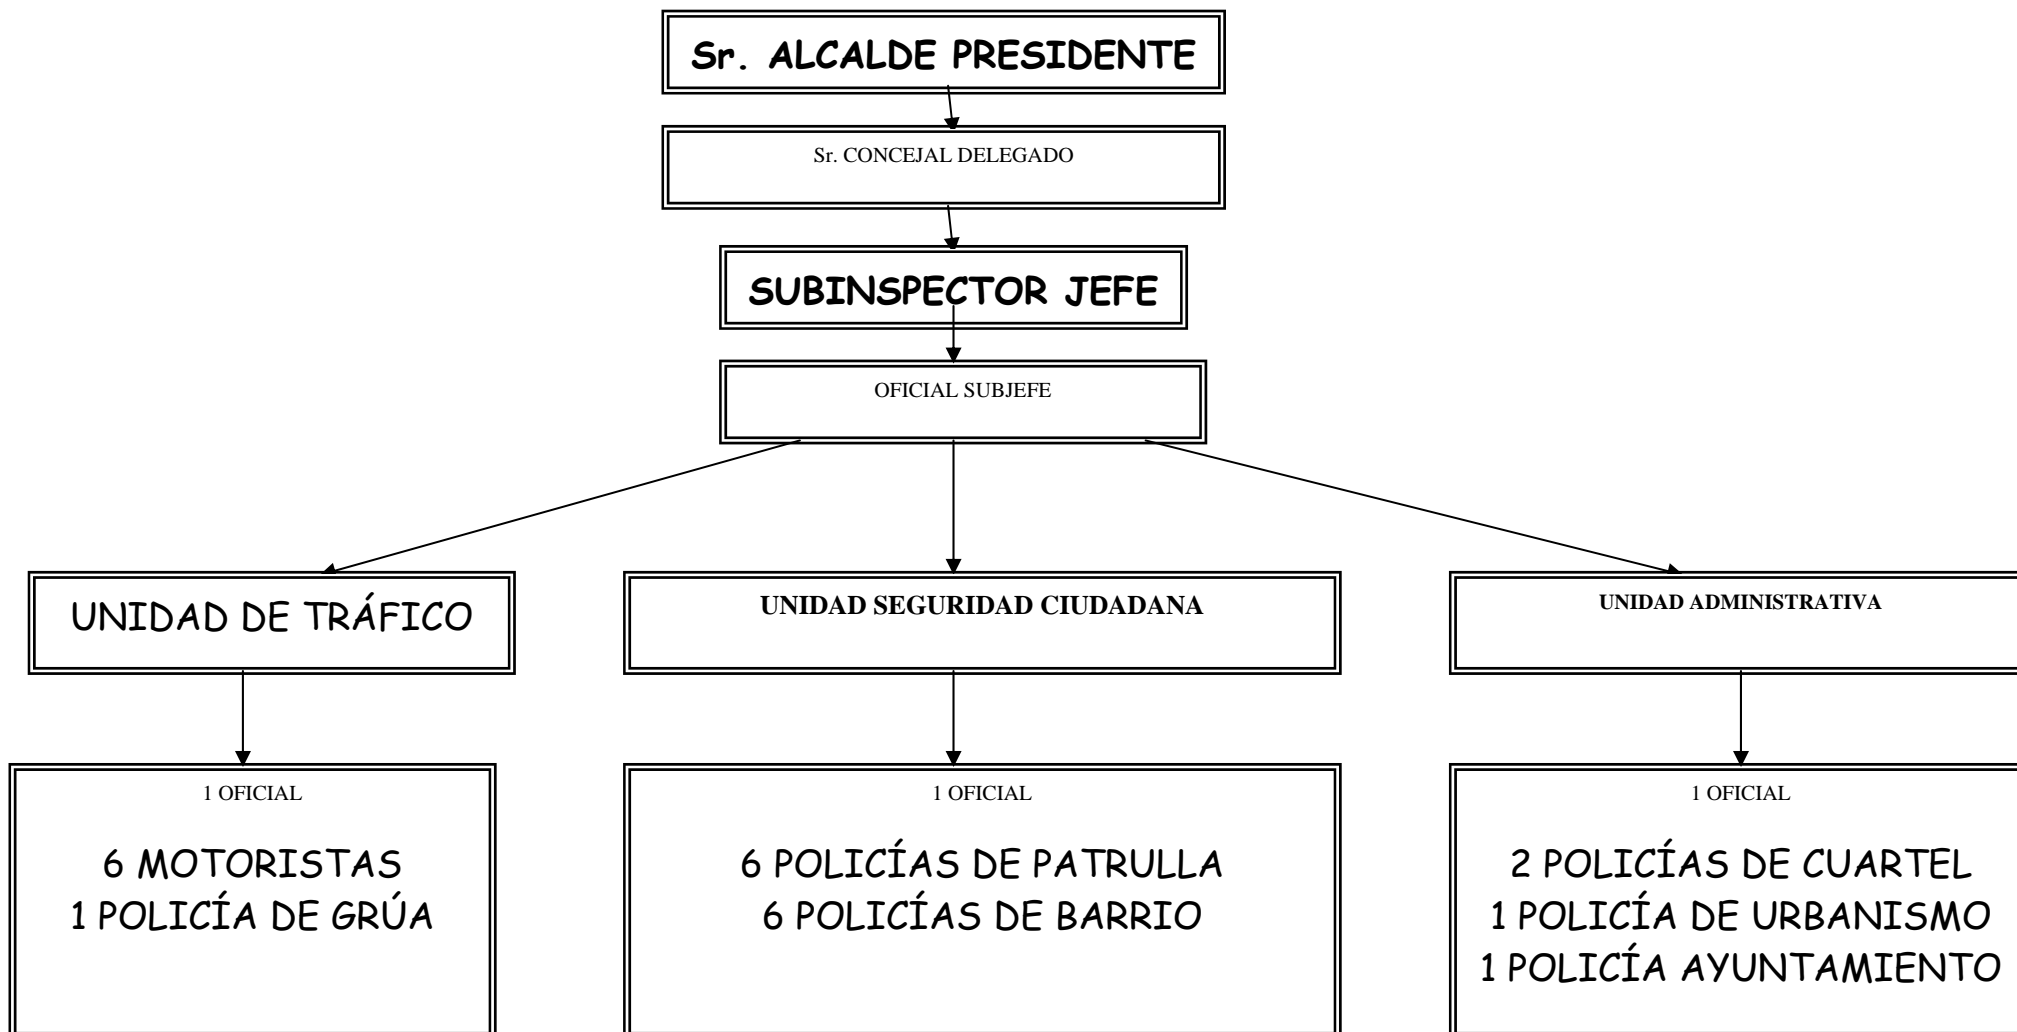 Sr. ALCALDE PRESIDENTE
Sr. CONCEJAL DELEGADO
SUBINSPECTOR JEFE
OFICIAL SUBJEFE
UNIDAD DE TRÁFICO
UNIDAD SEGURIDAD CIUDADANA
UNIDAD ADMINISTRATIVA
1 OFICIAL
6 MOTORISTAS
1 POLICÍA DE GRÚA
1 OFICIAL
6 POLICÍAS DE PATRULLA
6 POLICÍAS DE BARRIO
1 OFICIAL
2 POLICÍAS DE CUARTEL
1 POLICÍA DE URBANISMO
1 POLICÍA AYUNTAMIENTO